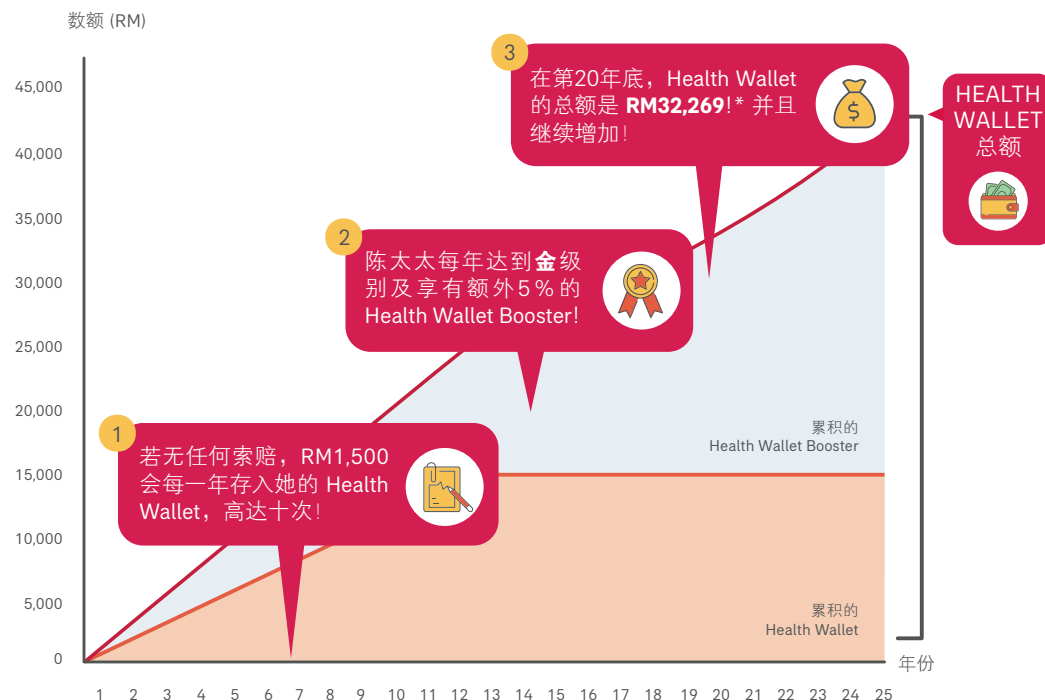 数额 (RM)
45,000
40,000
35,000
30,000
25,000
20,000
15,000
10,000
5,000
0
3
在第20年底，Health Wallet
的总额是 RM32,269!* 并且
继续增加！
$
HEALTH
WALLET
总额
2
陈太太每年达到金级
别及享有额外5%的
Health Wallet Booster!
累积的
Health Wallet Booster
1
若无任何索赔，RM1,500
会每一年存入她的 Health
Wallet，高达十次！
累积的
Health Wallet
年份
1 2 3 4 5 6 7 8 9 10 11 12 13 14 15 16 17 18 19 20 21 22 23 24 25